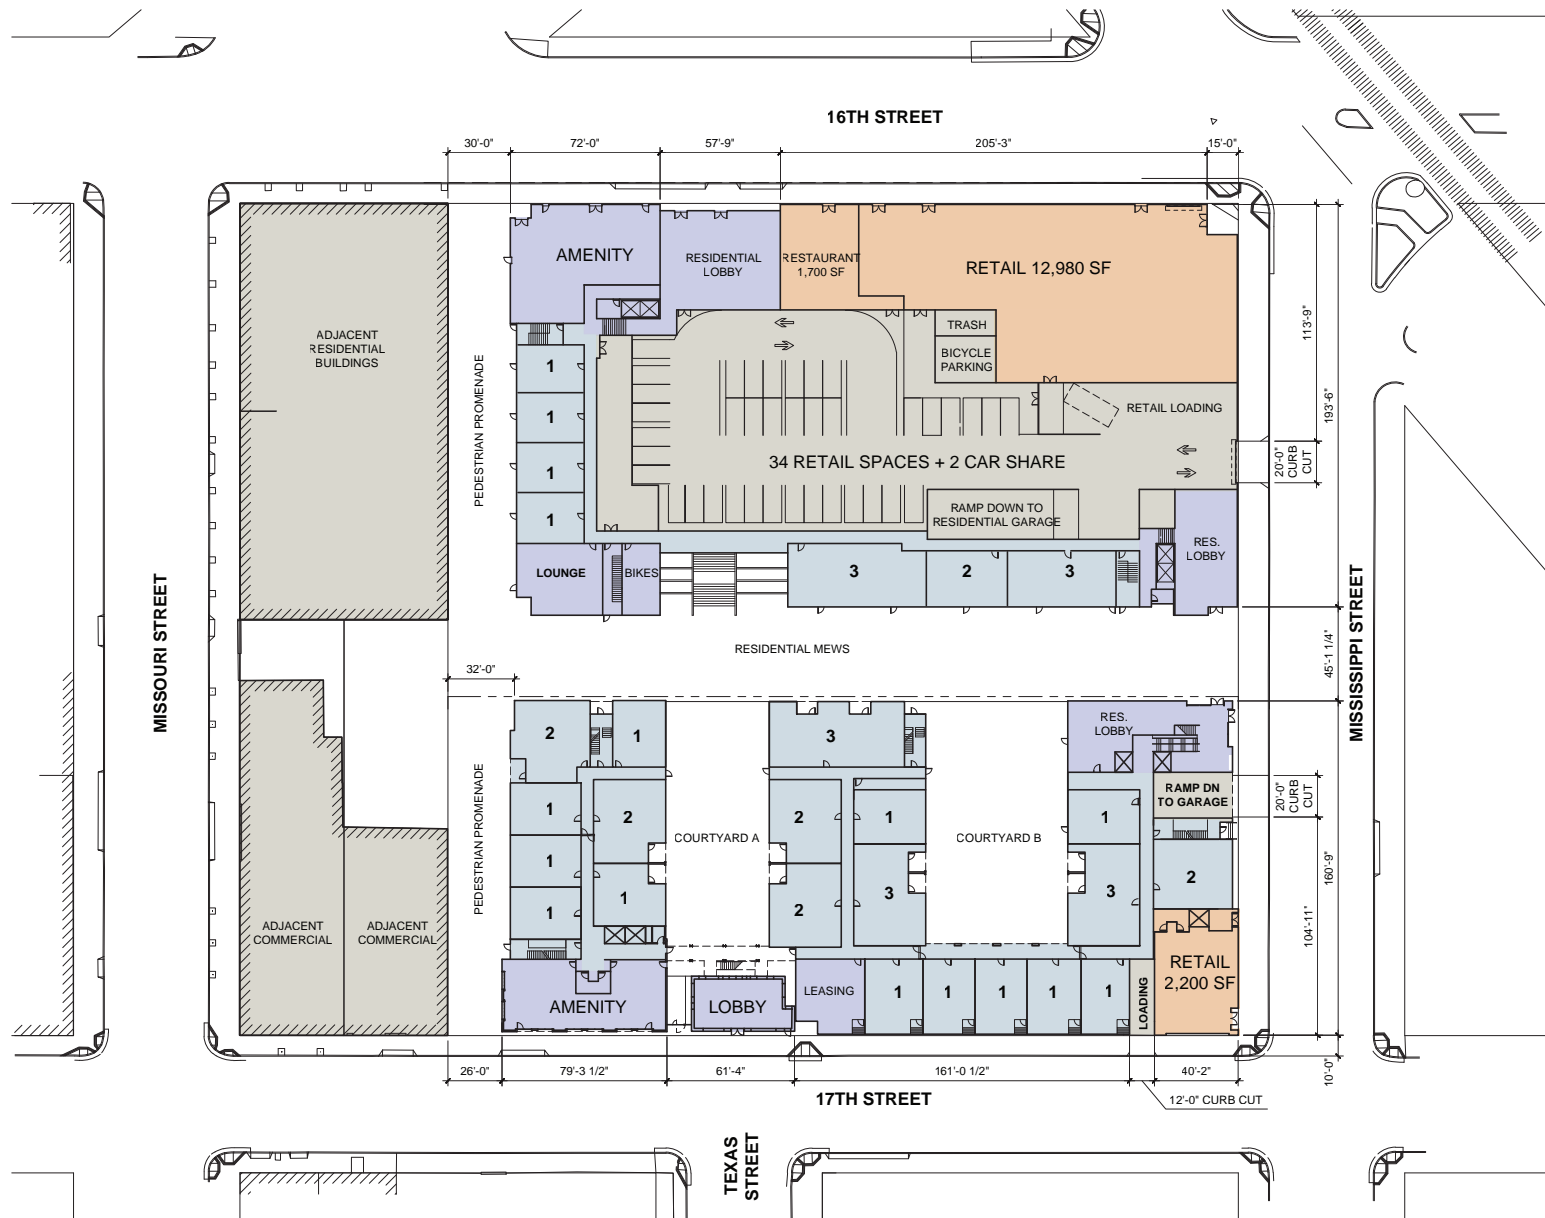 16TH STREET
30'-0"
72'-0"
57'-9"
205'-3"
15'-0"
AMENITY
RESIDENTIAL
LOBBY
RESTAURANT
1,700 SF
RETAIL 12,980 SF
ADJACENT
RESIDENTIAL
BUILDINGS
TRASH
BICYCLE
PARKING
RETAIL LOADING
113'-9"
193'-6"
PEDESTRIAN PROMENADE
1
1
1
1
34 RETAIL SPACES + 2 CAR SHARE
20'-0"
CURB
CUT
RAMP DOWN TO
RESIDENTIAL GARAGE
RES.
LOBBY
LOUNGE
BIKES
3
2
3
MISSOURI STREET
MISSISSIPPI STREET
RESIDENTIAL MEWS
45'-1 1/4"
32'-0"
2
1
3
RES.
LOBBY
PEDESTRIAN PROMENADE
1
1
1
2
1
COURTYARD A
2
2
1
3
COURTYARD B
1
3
RAMP DN
TO GARAGE
20'-0"
CURB
CUT
2
160'-9"
104'-11"
ADJACENT
COMMERCIAL
ADJACENT
COMMERCIAL
RETAIL
2,200 SF
AMENITY
LOBBY
LEASING
1
1
1
1
1
LOADING
10'-0"
26'-0"
79'-3 1/2"
61'-4"
161'-0 1/2"
40'-2"
12'-0" CURB CUT
17TH STREET
TEXAS
STREET